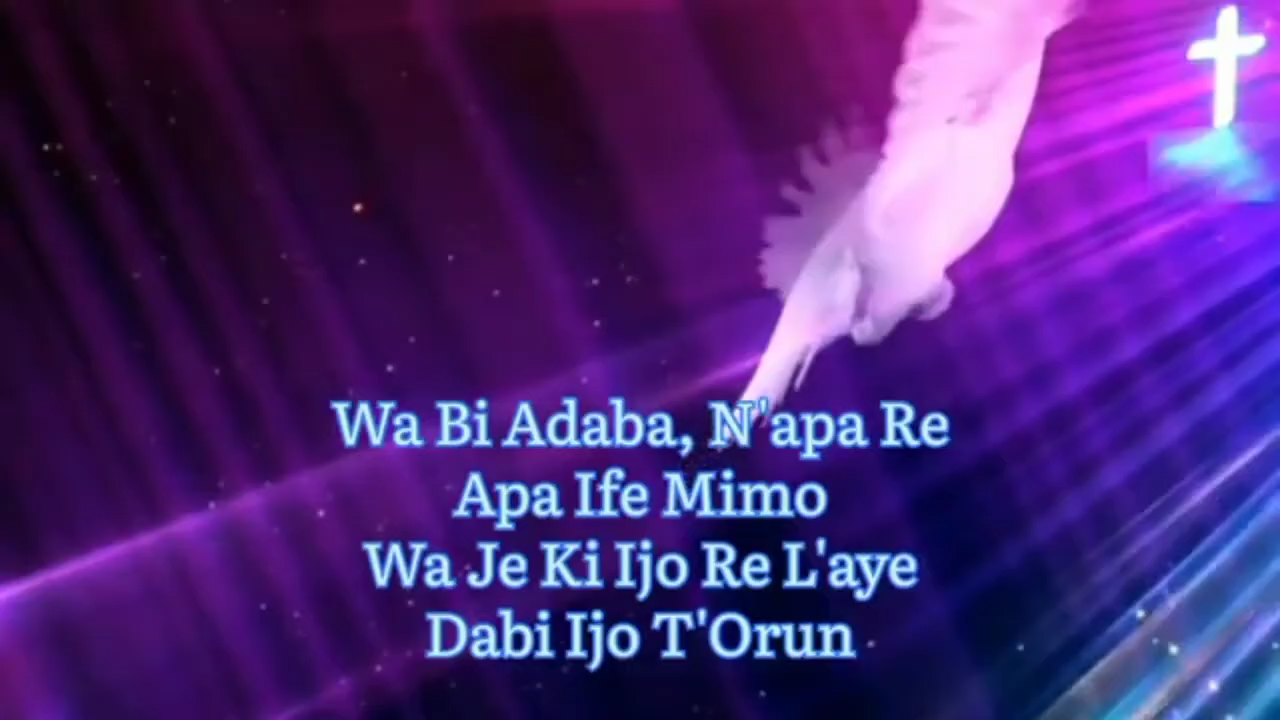 Wa Bi Adaba, N'apa Re
Apa Ife Mimo
Wa Je Ki Ijo Re L'aye
Dabi Ijo T'Orun